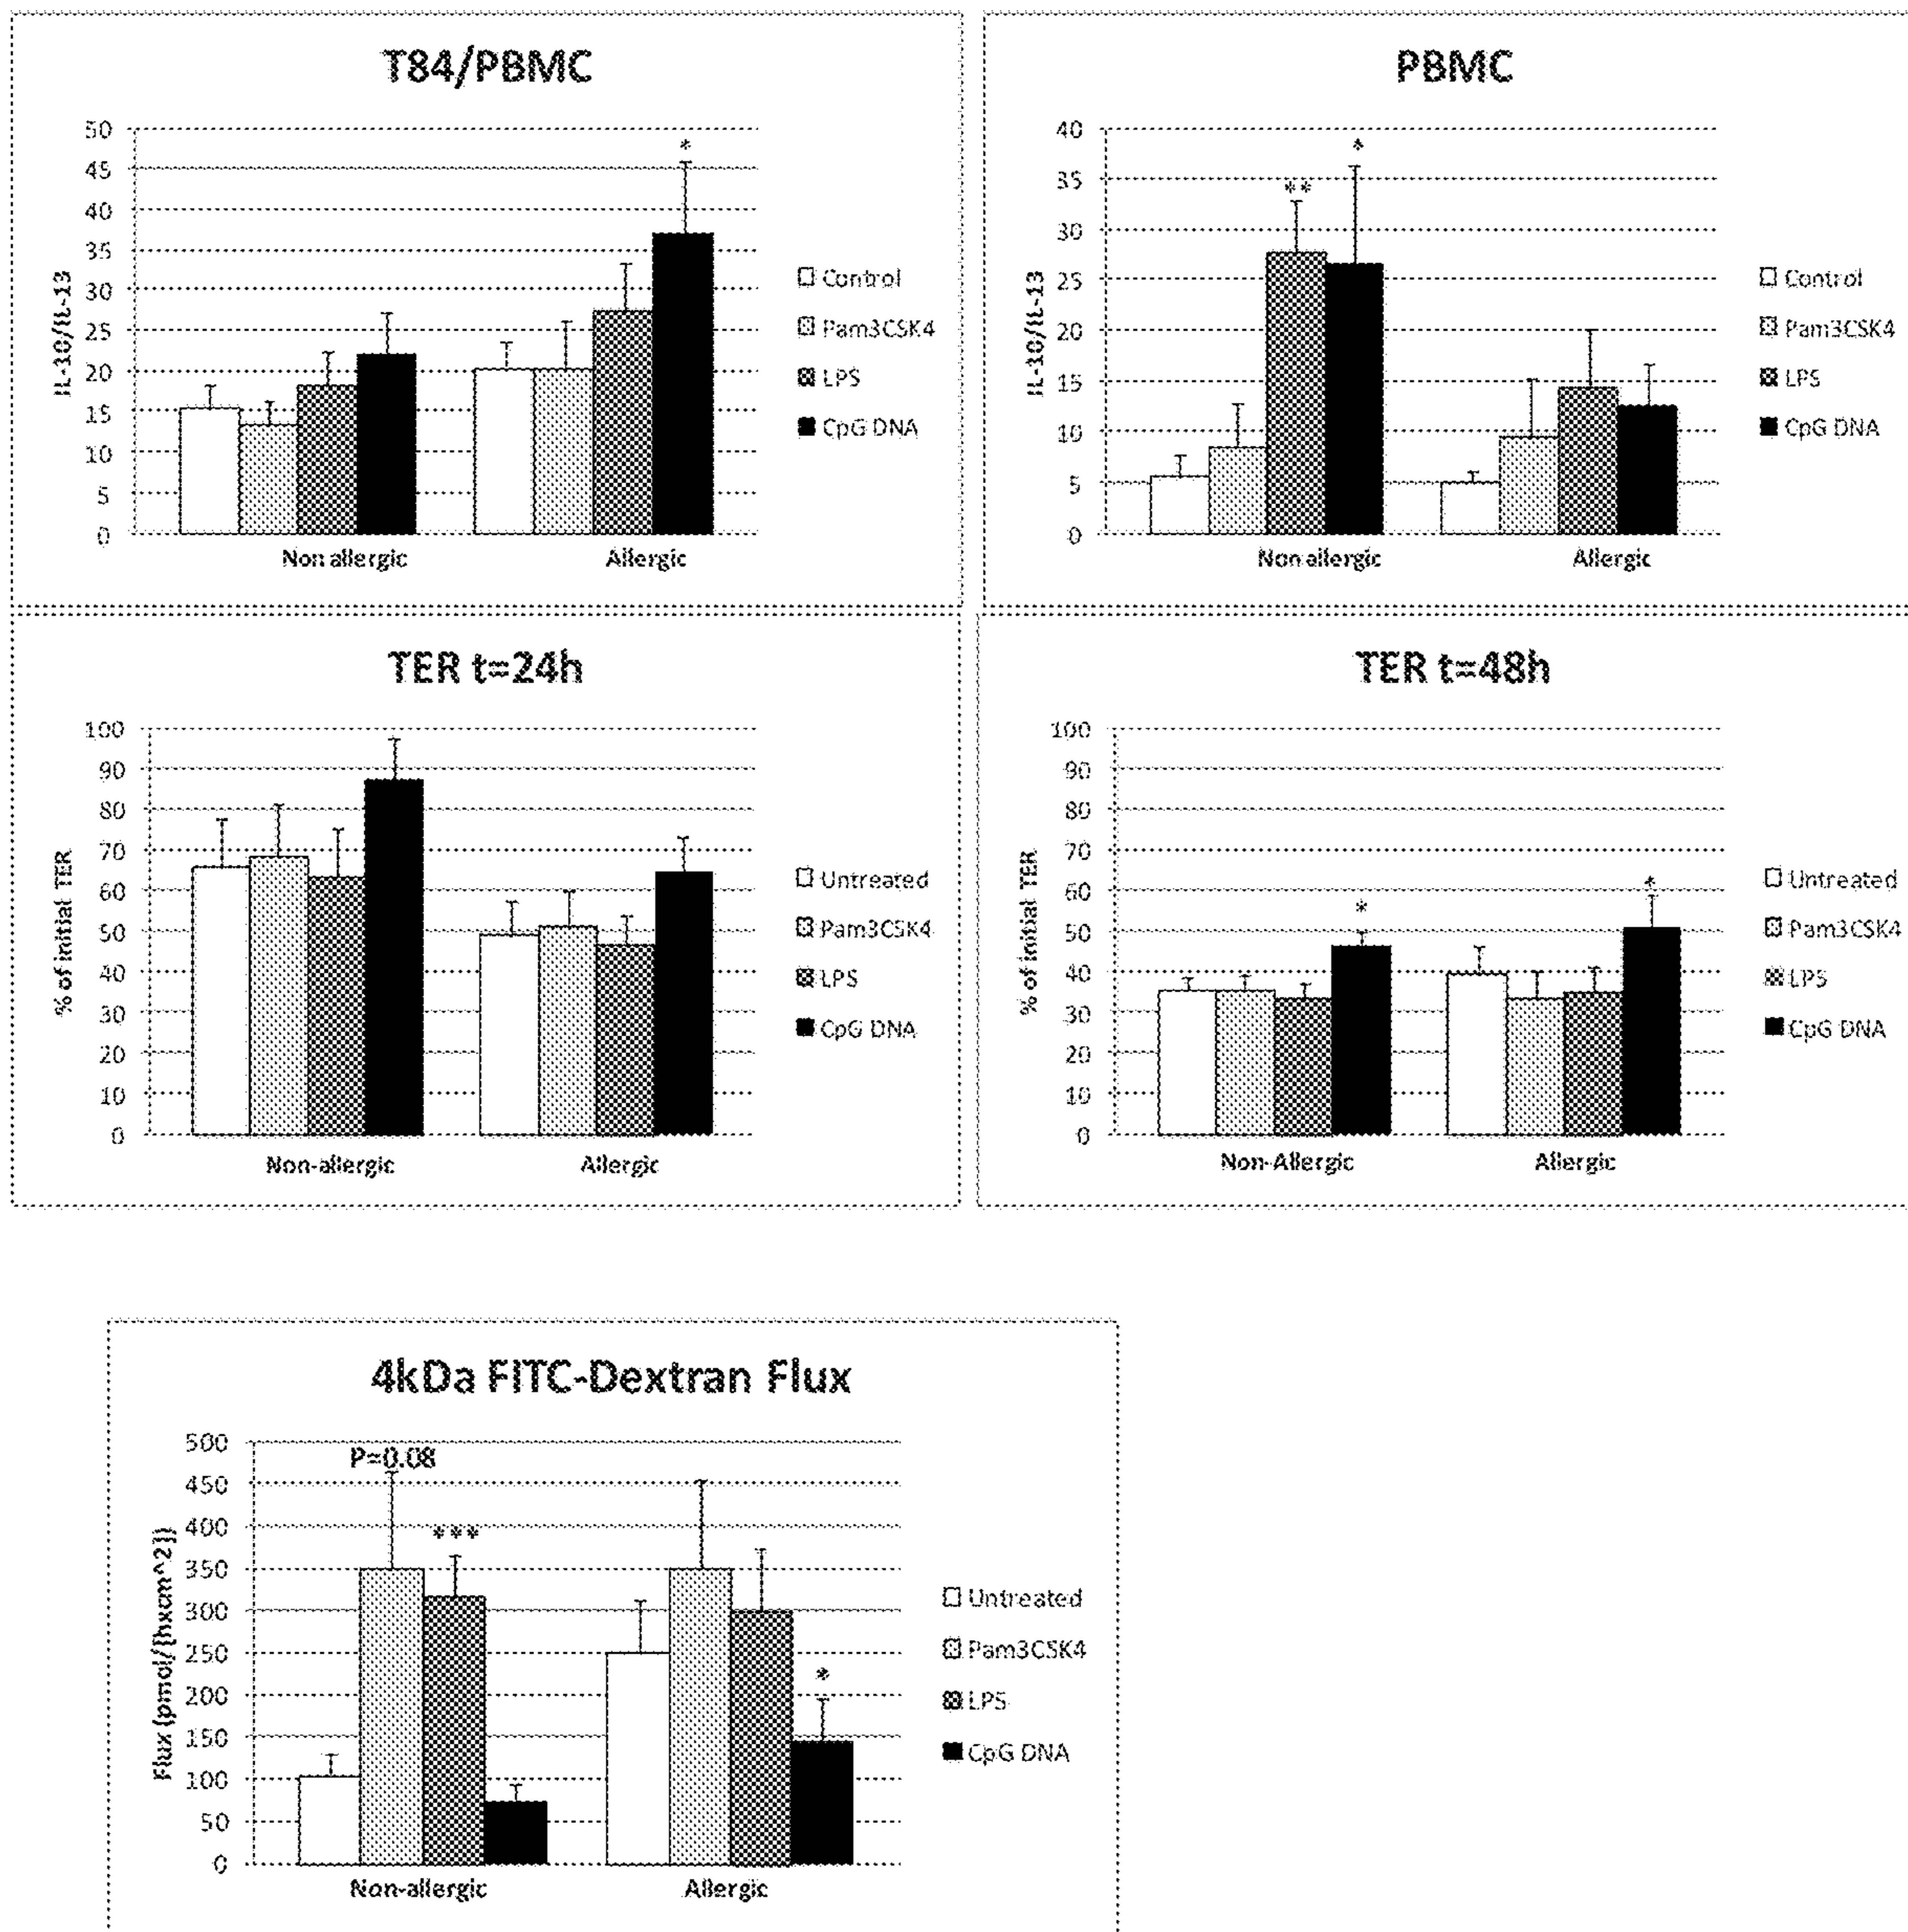 T84/PBMC
50
45
40
35
30
25
20
15
10
5
0
IL-10/IL-13
*
Non allergic
Allergic
Control
Pam3CSK4
LPS
CpG DNA
PBMC
40
35
30
25
20
15
10
5
0
IL-10/IL-13
**
*
Non allergic
Allergic
Control
Pam3CSK4
LPS
CpG DNA
TER t=24h
100
90
80
70
60
50
40
30
20
10
0
% of initial TER
Non-allergic
Allergic
Untreated
Pam3CSK4
LPS
CpG DNA
TER t=48h
100
90
80
70
60
50
40
30
20
10
0
% of initial TER
*
*
Non-Allergic
Allergic
Untreated
Pam3CSK4
LPS
CpG DNA
4kDa FITC-Dextran Flux
500
450
400
350
300
250
200
150
100
50
0
Flux (pmol/[hxcm^2])
P=0.08
***
*
Non-allergic
Allergic
Untreated
Pam3CSK4
LPS
CpG DNA